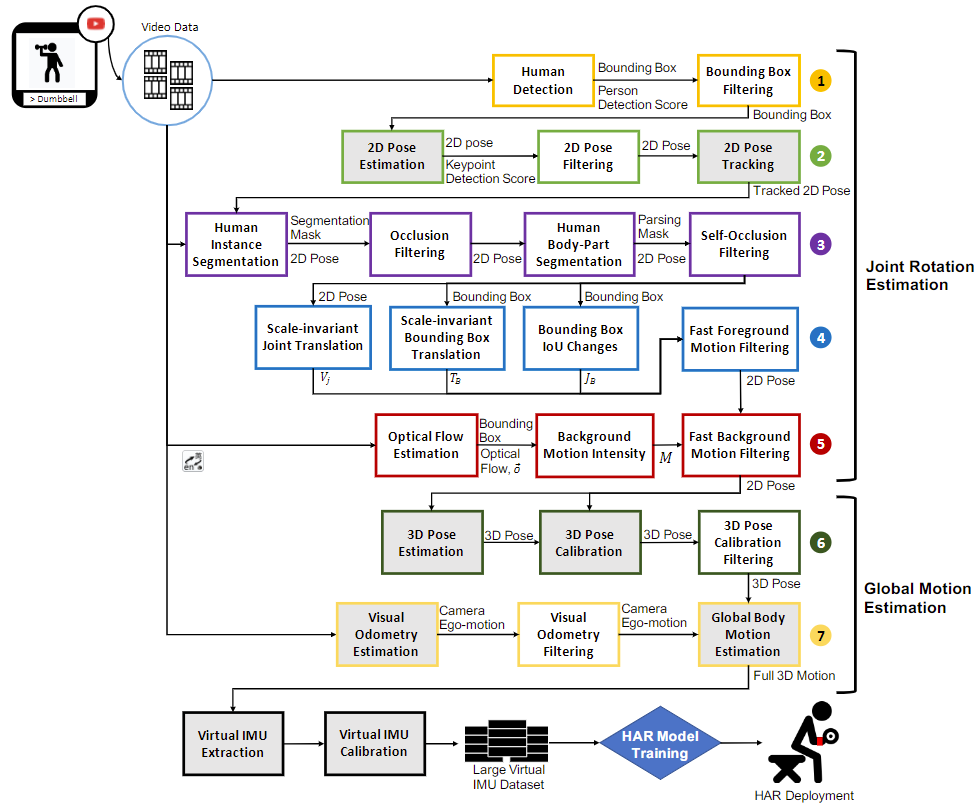 Video Data
> Dumbbell
Human
Detection
Bounding Box
Person
Detection Score
Bounding Box
Filtering
1
Bounding Box
2D Pose
Estimation
2D pose
Keypoint
Detection Score
2D Pose
Filtering
2D Pose
2D Pose
Tracking
2
Tracked 2D Pose
Human
Instance
Segmentation
Segmentation
Mask
2D Pose
Occlusion
Filtering
2D Pose
Human
Body-Part
Segmentation
Parsing
Mask
2D Pose
Self-Occlusion
Filtering
3
Joint Rotation
Estimation
2D Pose
Bounding Box
Bounding Box
Scale-invariant
Joint Translation
Scale-invariant
Bounding Box
Translation
Bounding Box
IoU Changes
Fast Foreground
Motion Filtering
4
V_j
T_B
J_B
2D Pose
Optical Flow
Estimation
Bounding
Box
Optical
Flow, o⃗
Background
Motion Intensity
M
Fast Background
Motion Filtering
5
2D Pose
3D Pose
Estimation
3D Pose
3D Pose
Calibration
3D Pose
3D Pose
Calibration
Filtering
6
3D Pose
Global Motion
Estimation
Visual
Odometry
Estimation
Camera
Ego-motion
Visual
Odometry
Filtering
Camera
Ego-motion
Global Body
Motion
Estimation
7
Full 3D Motion
Virtual IMU
Extraction
Virtual IMU
Calibration
Large Virtual
IMU Dataset
HAR Model
Training
HAR Deployment